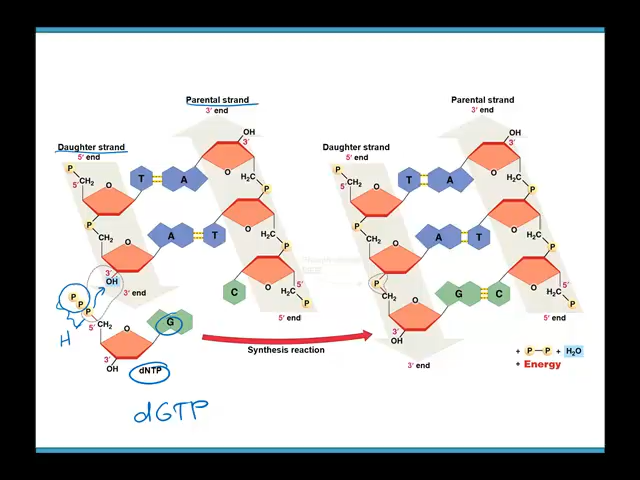 Parental strand
3' end
OH
3'
Daughter strand
5' end
P
CH2
5'
O
T
A
O
H2C
P
P
CH2
O
A
T
O
H2C
P
3'
OH
3' end
C
O
H2C
5'
P
5' end
P
P
P
H
5'
CH2
O
G
3'
OH
dNTP
dGTP
Synthesis reaction
Parental strand
3' end
OH
3'
Daughter strand
5' end
P
CH2
5'
O
T
A
O
H2C
P
P
CH2
O
A
T
O
H2C
P
P
CH2
O
G
C
O
H2C
5'
P
5' end
3'
OH
3' end
+ P–P + H2O
+ Energy